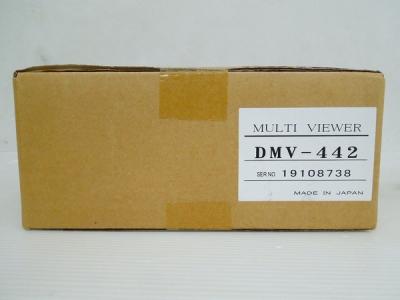 MULTI VIEWER
DMV-442
SER NO 19108738
MADE IN JAPAN